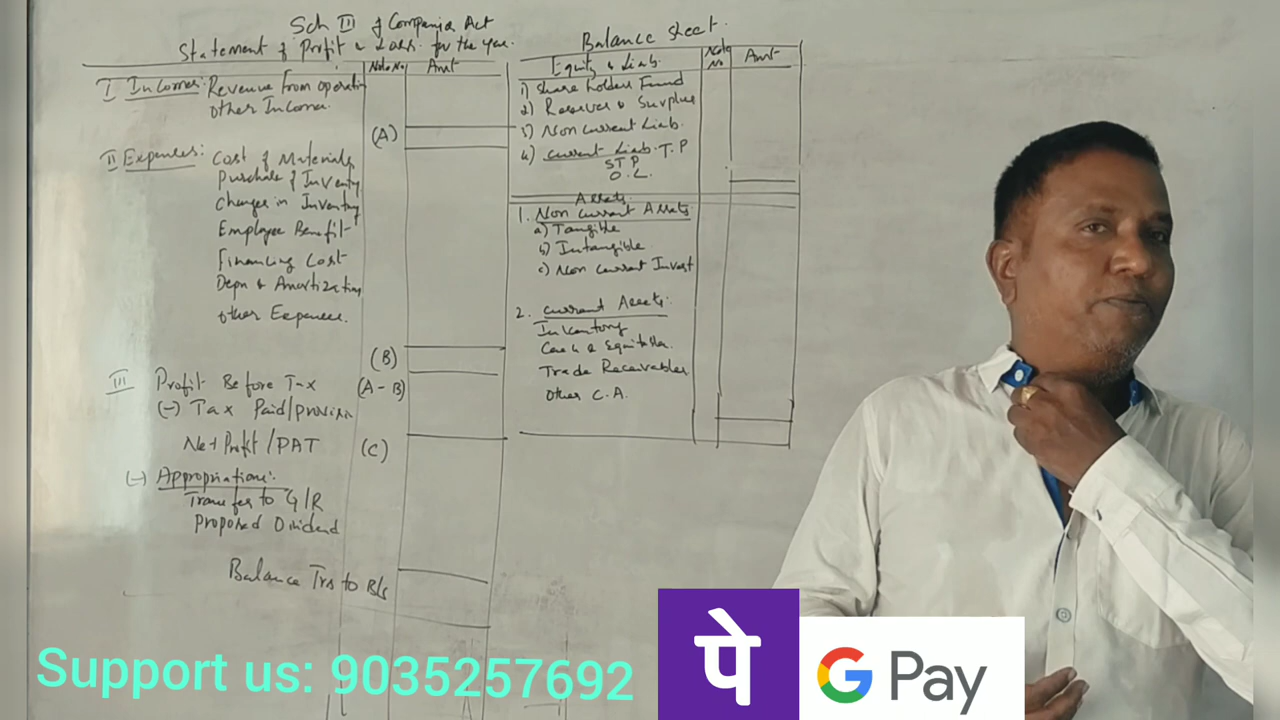 Sch III of Companies Act
Statement of Profit & Loss for the year.
Note No Amt
I Incomes: Revenue from operation
other Income.
(A)
II Expenses: Cost of Materials
Purchase of Inventory
Changes in Inventory
Employee Benefit
Financing Cost
Depn & Amortization
other Expenses.
(B)
III Profit Before Tax (A-B)
(-) Tax Paid/provision
Net Profit/PAT (C)
(-) Appropriations:
Transfer to G/R
Proposed Dividend
Balance Trs to B/s
Balance Sheet.
Equity & Liab. Note No Amt
1) Share holders Fund
2) Reserves & Surplus
3) Non current Liab.
4) Current Liab. T.P
S T P
O. L.
Assets.
1. Non current Assets
a) Tangible
b) Intangible
c) Non current Invest
2. Current Assets:
Inventory
Cash &
Trade Receivables
other C.A.
Support us: 9035257692
पे
G Pay